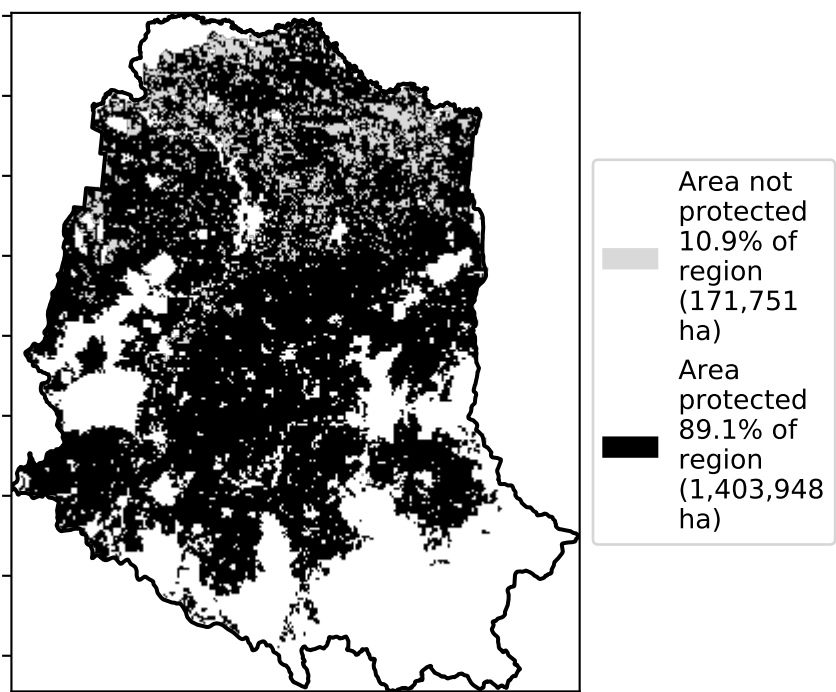 Area not
protected
10.9% of
region
(171,751
ha)
Area
protected
89.1% of
region
(1,403,948
ha)